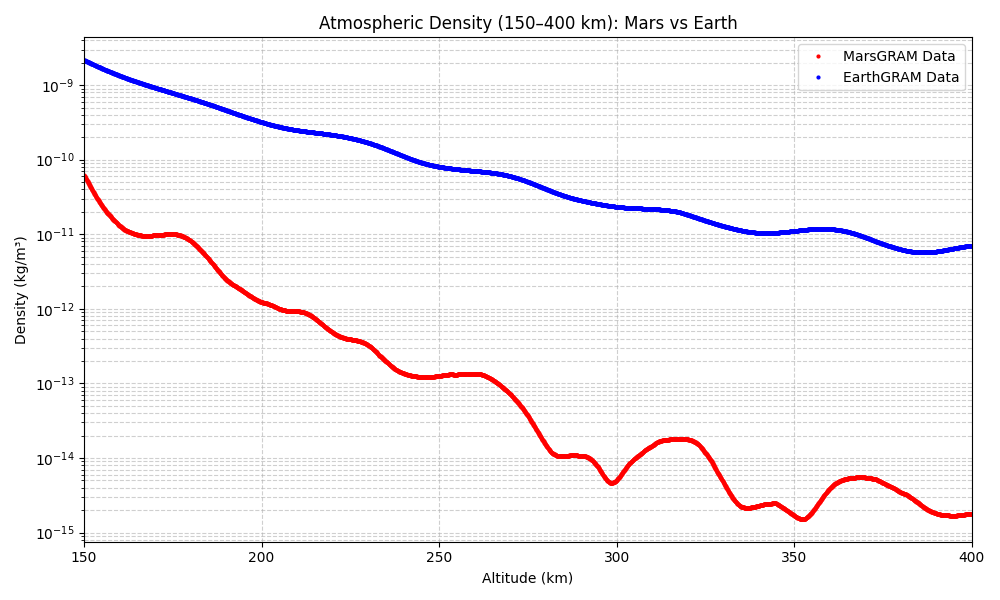 Atmospheric Density (150–400 km): Mars vs Earth
MarsGRAM Data
EarthGRAM Data
Density (kg/m³)
10⁻⁹
10⁻¹⁰
10⁻¹¹
10⁻¹²
10⁻¹³
10⁻¹⁴
10⁻¹⁵
150 200 250 300 350 400
Altitude (km)